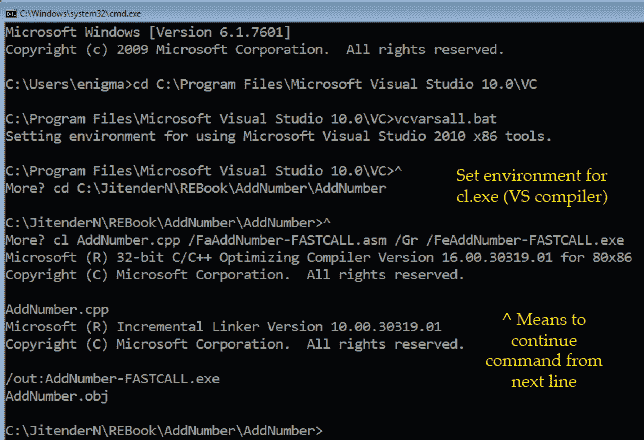 C:\Windows\system32\cmd.exe
Microsoft Windows [Version 6.1.7601]
Copyright (c) 2009 Microsoft Corporation.  All rights reserved.
C:\Users\enigma>cd C:\Program Files\Microsoft Visual Studio 10.0\VC
C:\Program Files\Microsoft Visual Studio 10.0\VC>vcvarsall.bat
Setting environment for using Microsoft Visual Studio 2010 x86 tools.
C:\Program Files\Microsoft Visual Studio 10.0\VC>^
More? cd C:\JitenderN\REBook\AddNumber\AddNumber
Set environment for
cl.exe (VS compiler)
C:\JitenderN\REBook\AddNumber\AddNumber>^
More? cl AddNumber.cpp /FaAddNumber-FASTCALL.asm /Gr /FeAddNumber-FASTCALL.exe
Microsoft (R) 32-bit C/C++ Optimizing Compiler Version 16.00.30319.01 for 80x86
Copyright (C) Microsoft Corporation.  All rights reserved.
AddNumber.cpp
Microsoft (R) Incremental Linker Version 10.00.30319.01
Copyright (C) Microsoft Corporation.  All rights reserved.
^ Means to
continue
command from
next line
/out:AddNumber-FASTCALL.exe
AddNumber.obj
C:\JitenderN\REBook\AddNumber\AddNumber>